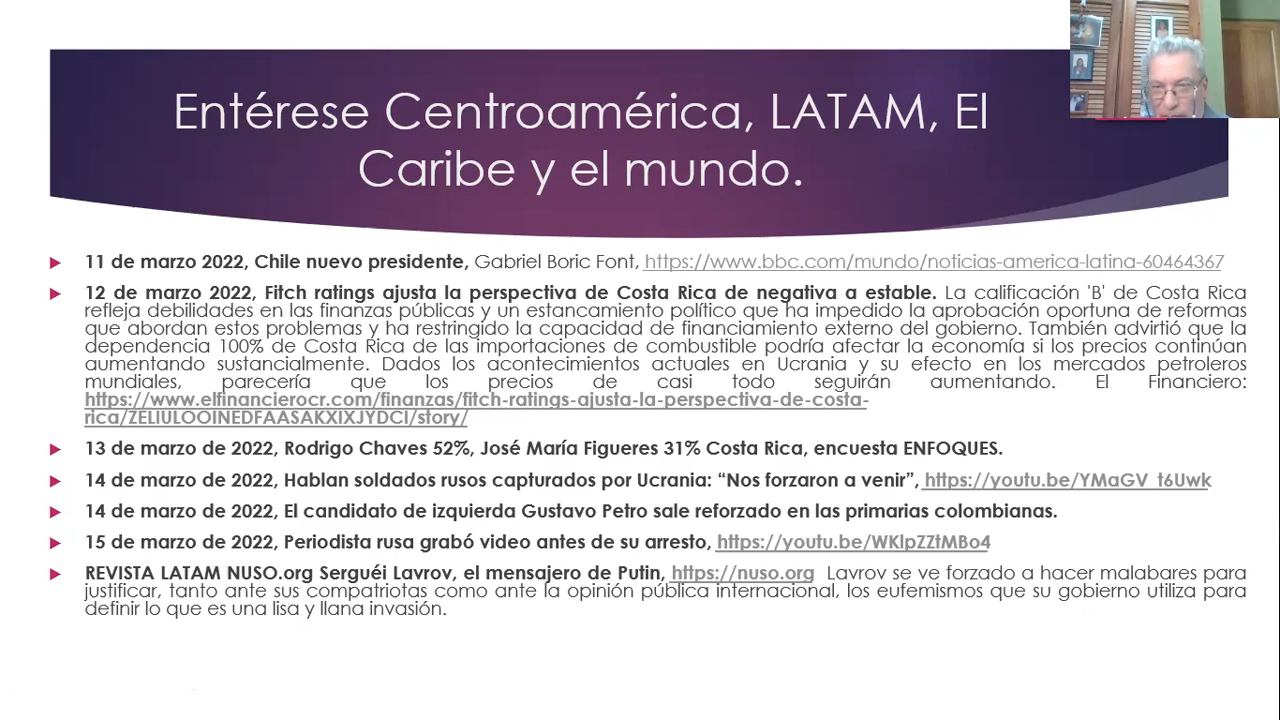 Entérese Centroamérica, LATAM, El
Caribe y el mundo.
11 de marzo 2022, Chile nuevo presidente, Gabriel Boric Font, https://www.bbc.com/mundo/noticias-america-latina-60464367
12 de marzo 2022, Fitch ratings ajusta la perspectiva de Costa Rica de negativa a estable. La calificación 'B' de Costa Rica
refleja debilidades en las finanzas públicas y un estancamiento político que ha impedido la aprobación oportuna de reformas
que abordan estos problemas y ha restringido la capacidad de financiamiento externo del gobierno. También advirtió que la
dependencia 100% de Costa Rica de las importaciones de combustible podría afectar la economía si los precios continúan
aumentando sustancialmente. Dados los acontecimientos actuales en Ucrania y su efecto en los mercados petroleros
mundiales, parecería que los precios de casi todo seguirán aumentando. El Financiero:
https://www.elfinancierocr.com/finanzas/fitch-ratings-ajusta-la-perspectiva-de-costa-
rica/ZELIULOOINEDFAASAKXIXJYDCI/story/
13 de marzo de 2022, Rodrigo Chaves 52%, José María Figueres 31% Costa Rica, encuesta ENFOQUES.
14 de marzo de 2022, Hablan soldados rusos capturados por Ucrania: “Nos forzaron a venir”, https://youtu.be/YMaGV_t6Uwk
14 de marzo de 2022, El candidato de izquierda Gustavo Petro sale reforzado en las primarias colombianas.
15 de marzo de 2022, Periodista rusa grabó video antes de su arresto, https://youtu.be/WKlpZZfMBo4
REVISTA LATAM NUSO.org Serguéi Lavrov, el mensajero de Putin, https://nuso.org Lavrov se ve forzado a hacer malabares para
justificar, tanto ante sus compatriotas como ante la opinión pública internacional, los eufemismos que su gobierno utiliza para
definir lo que es una lisa y llana invasión.